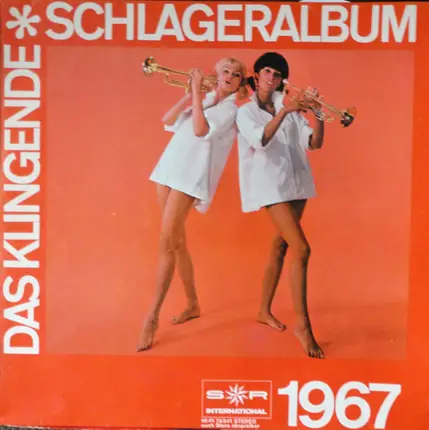 DAS KLINGENDE*
SCHLAGERALBUM
S*R
INTERNATIONAL
1967